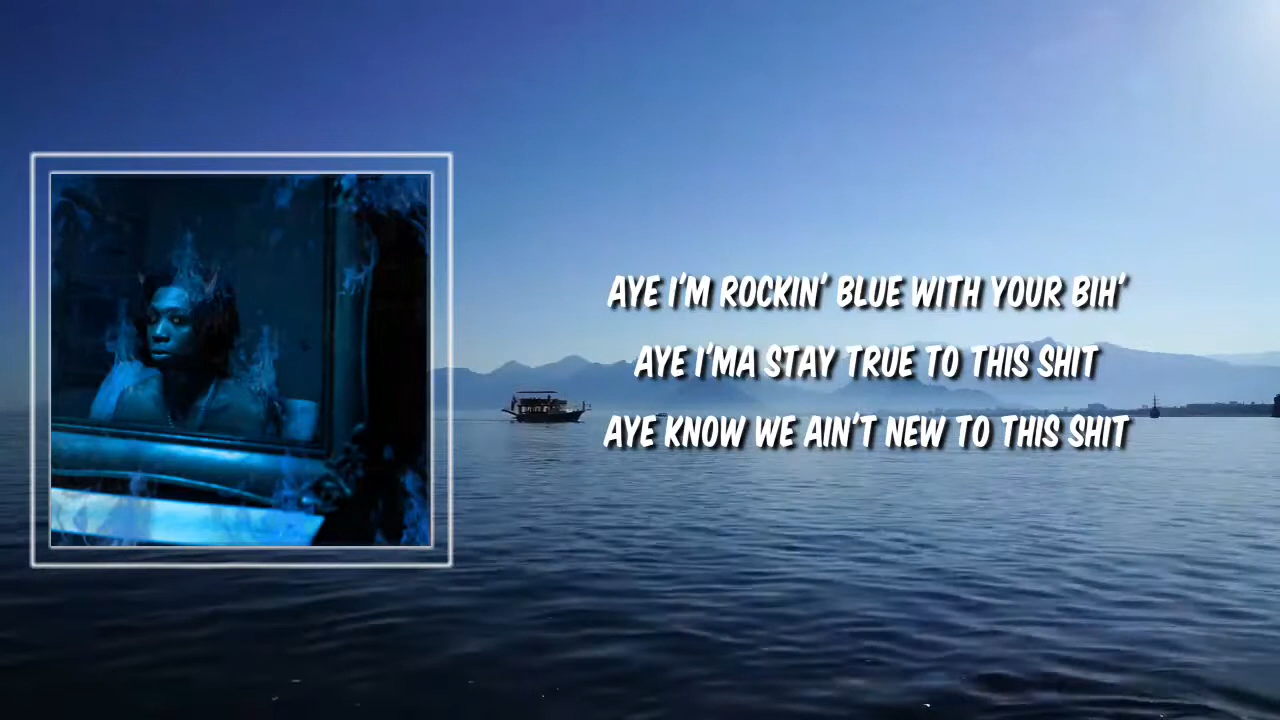 AYE I'M ROCKIN' BLUE WITH YOUR BIH'
AYE I'MA STAY TRUE TO THIS SHIT
AYE KNOW WE AIN'T NEW TO THIS SHIT